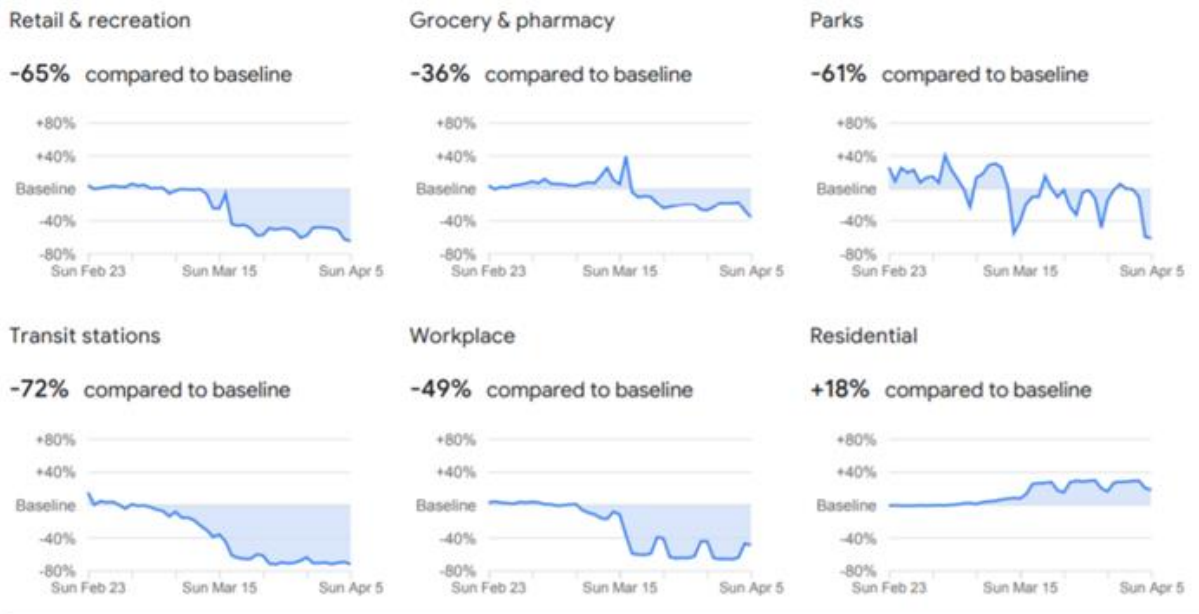 Retail & recreation
-65% compared to baseline
+80%
+40%
Baseline
-40%
-80%
Sun Feb 23 Sun Mar 15 Sun Apr 5
Grocery & pharmacy
-36% compared to baseline
+80%
+40%
Baseline
-40%
-80%
Sun Feb 23 Sun Mar 15 Sun Apr 5
Parks
-61% compared to baseline
+80%
+40%
Baseline
-40%
-80%
Sun Feb 23 Sun Mar 15 Sun Apr 5
Transit stations
-72% compared to baseline
+80%
+40%
Baseline
-40%
-80%
Sun Feb 23 Sun Mar 15 Sun Apr 5
Workplace
-49% compared to baseline
+80%
+40%
Baseline
-40%
-80%
Sun Feb 23 Sun Mar 15 Sun Apr 5
Residential
+18% compared to baseline
+80%
+40%
Baseline
-40%
-80%
Sun Feb 23 Sun Mar 15 Sun Apr 5